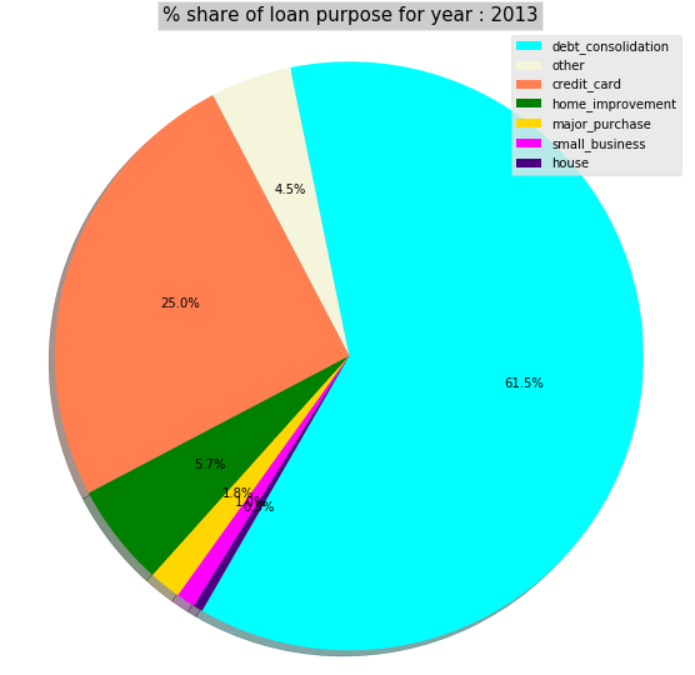 % share of loan purpose for year : 2013
debt_consolidation
other
credit_card
home_improvement
major_purchase
small_business
house
4.5%
25.0%
61.5%
5.7%
1.8%